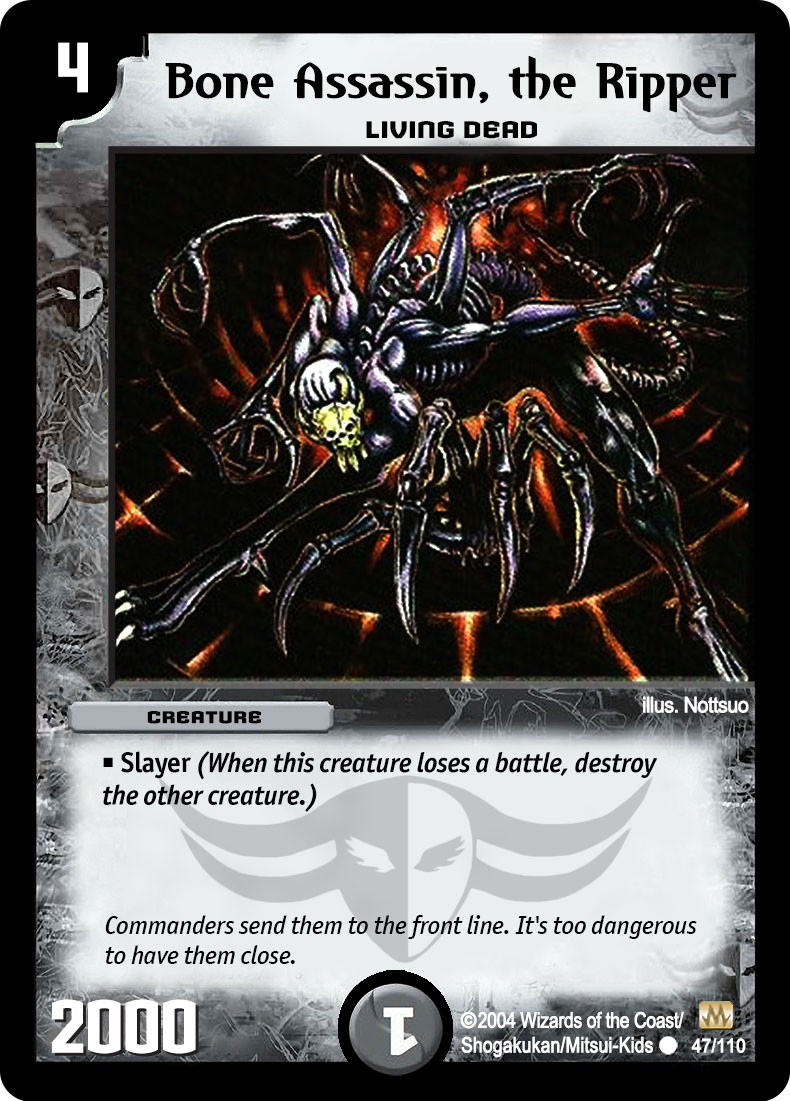 4
Bone Assassin, the Ripper
LIVING DEAD
illus. Nottsuo
CREATURE
▪ Slayer (When this creature loses a battle, destroy
the other creature.)
Commanders send them to the front line. It's too dangerous
to have them close.
2000
1
©2004 Wizards of the Coast/
Shogakukan/Mitsui-Kids ● 47/110